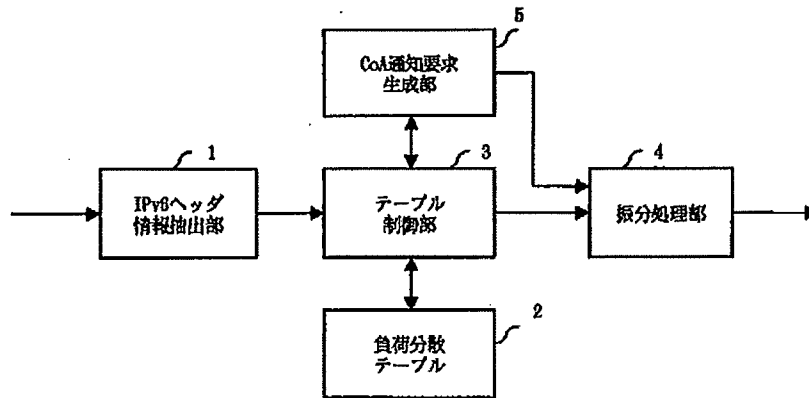 5
CoA通知要求
生成部
1
IPv6ヘッダ
情報抽出部
3
テーブル
制御部
4
振分処理部
2
負荷分散
テーブル